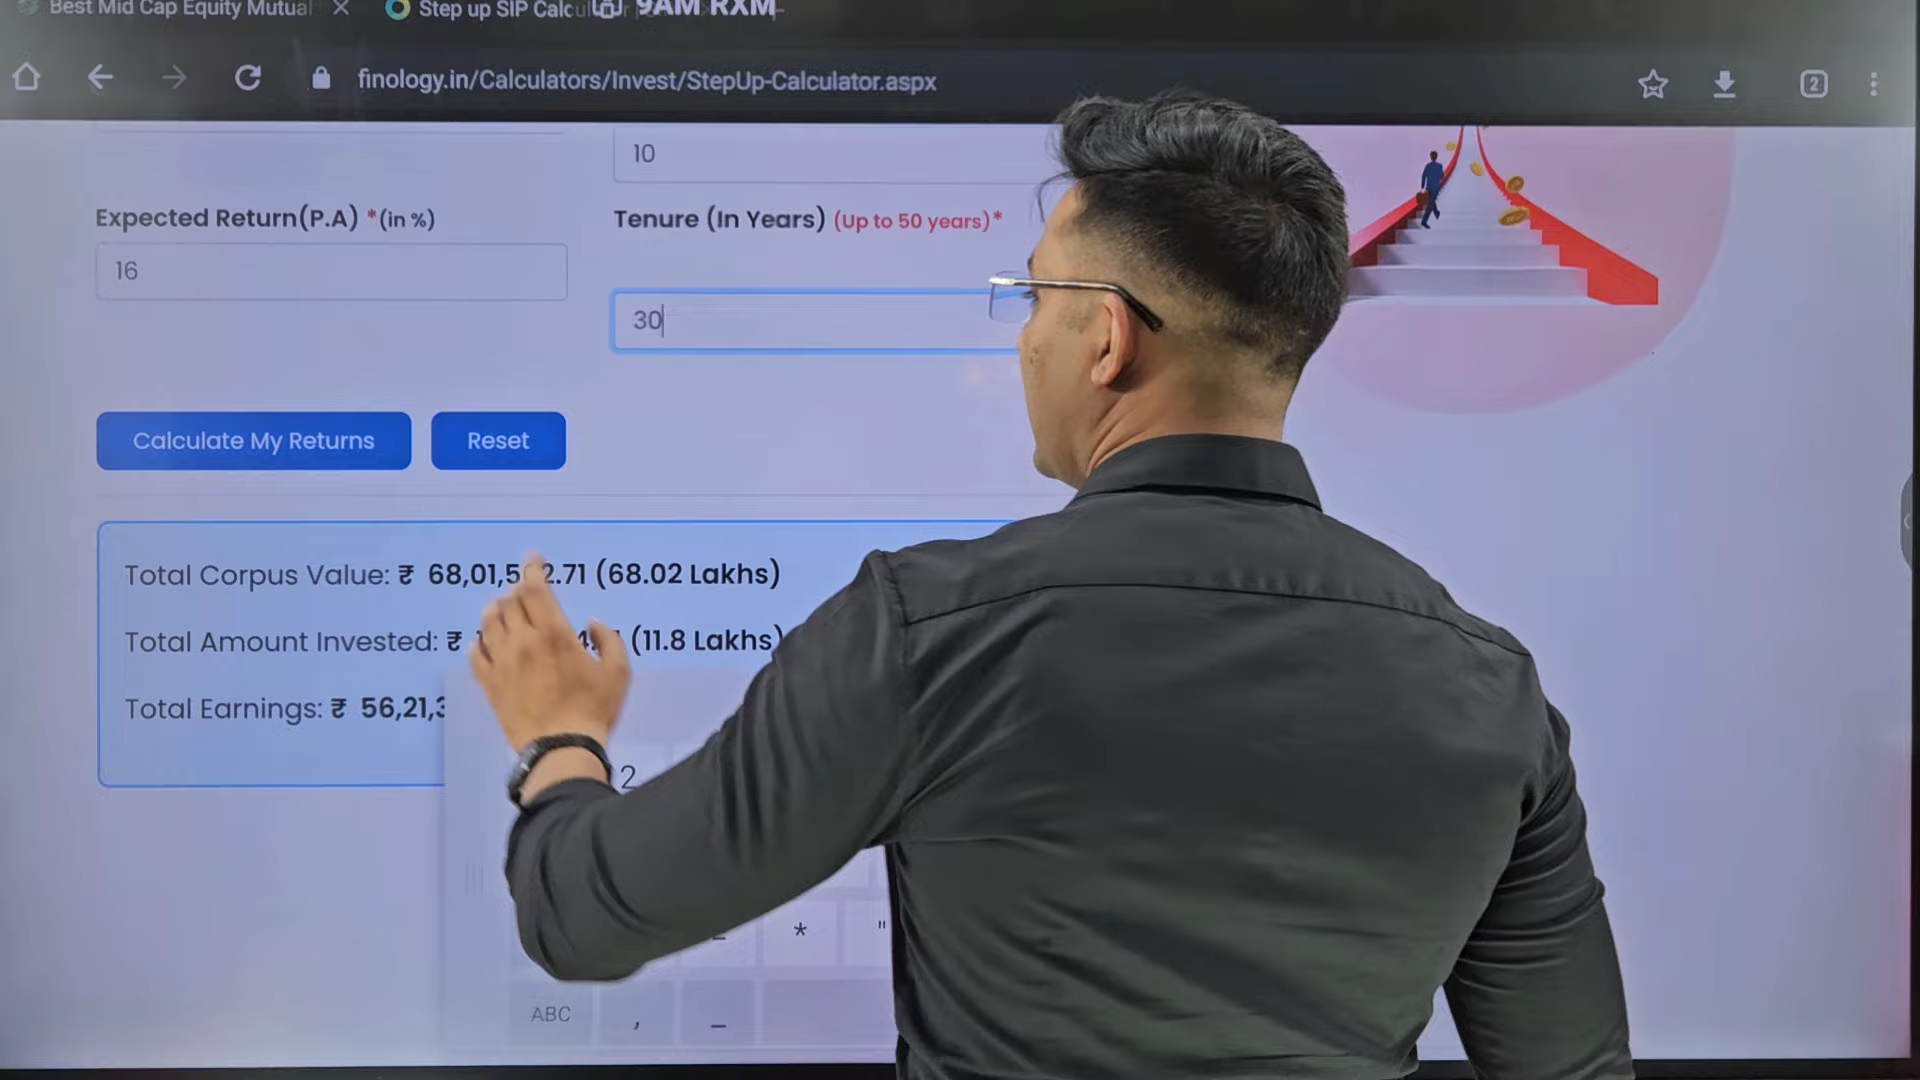 Best Mid Cap Equity Mutual
Step up SIP Calcu
9AM RXM
finology.in/Calculators/Invest/StepUp-Calculator.aspx
2
10
Expected Return(P.A) *(in %)
Tenure (In Years) (Up to 50 years)*
16
30
Calculate My Returns
Reset
Total Corpus Value: ₹ 68,01,5 2.71 (68.02 Lakhs)
Total Amount Invested: ₹ (11.8 Lakhs)
Total Earnings: ₹ 56,21,3
2
* "
ABC , _